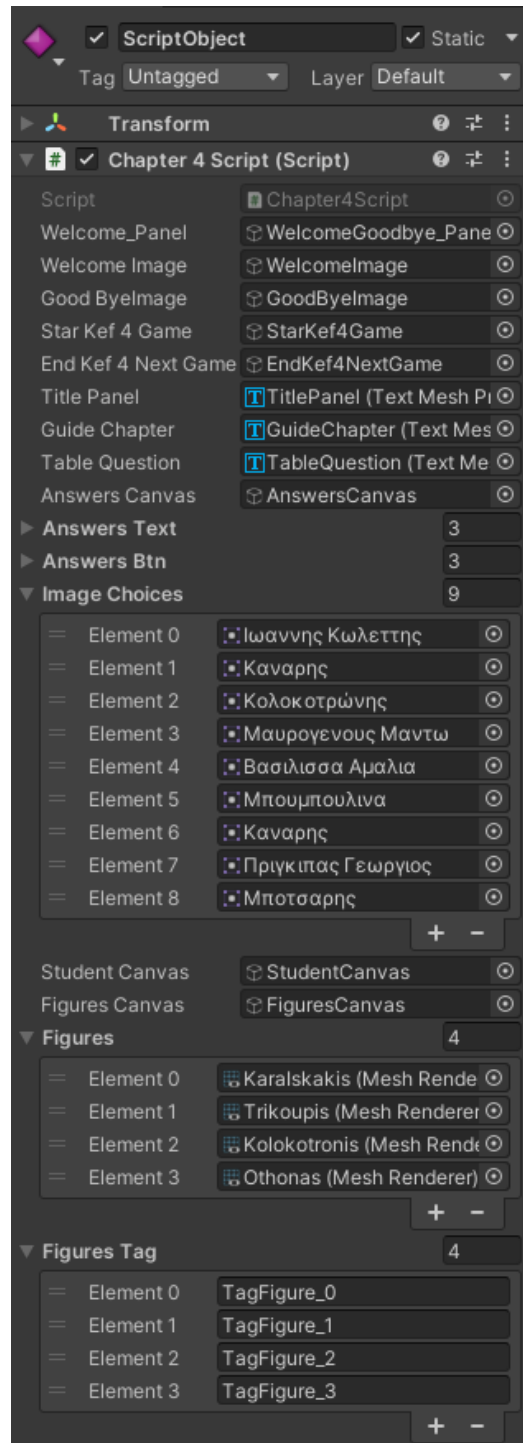 ScriptObject Static
Tag Untagged Layer Default
Transform
# Chapter 4 Script (Script)
Script Chapter4Script
Welcome_Panel WelcomeGoodbye_Pane
Welcome Image WelcomeImage
Good ByeImage GoodByeImage
Star Kef 4 Game StarKef4Game
End Kef 4 Next Game EndKef4NextGame
Title Panel TitlePanel (Text Mesh Pr
Guide Chapter GuideChapter (Text Mes
Table Question TableQuestion (Text Me
Answers Canvas AnswersCanvas
Answers Text 3
Answers Btn 3
Image Choices 9
Element 0 Ιωαννης Κωλεττης
Element 1 Καναρης
Element 2 Κολοκοτρώνης
Element 3 Μαυρογενους Μαντω
Element 4 Βασιλισσα Αμαλια
Element 5 Μπουμπουλινα
Element 6 Καναρης
Element 7 Πριγκιπας Γεωργιος
Element 8 Μποτσαρης
+ −
Student Canvas StudentCanvas
Figures Canvas FiguresCanvas
Figures 4
Element 0 Karalskakis (Mesh Rende
Element 1 Trikoupis (Mesh Renderer
Element 2 Kolokotronis (Mesh Rende
Element 3 Othonas (Mesh Renderer)
+ −
Figures Tag 4
Element 0 TagFigure_0
Element 1 TagFigure_1
Element 2 TagFigure_2
Element 3 TagFigure_3
+ −